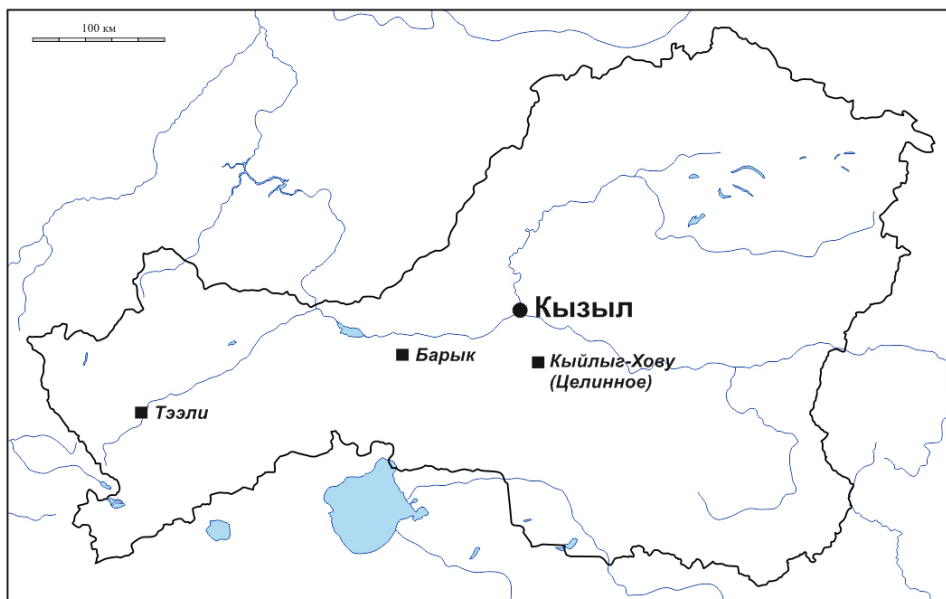 100 км
Кызыл
Барык
Кыйлыг-Хову
(Целинное)
Тээли